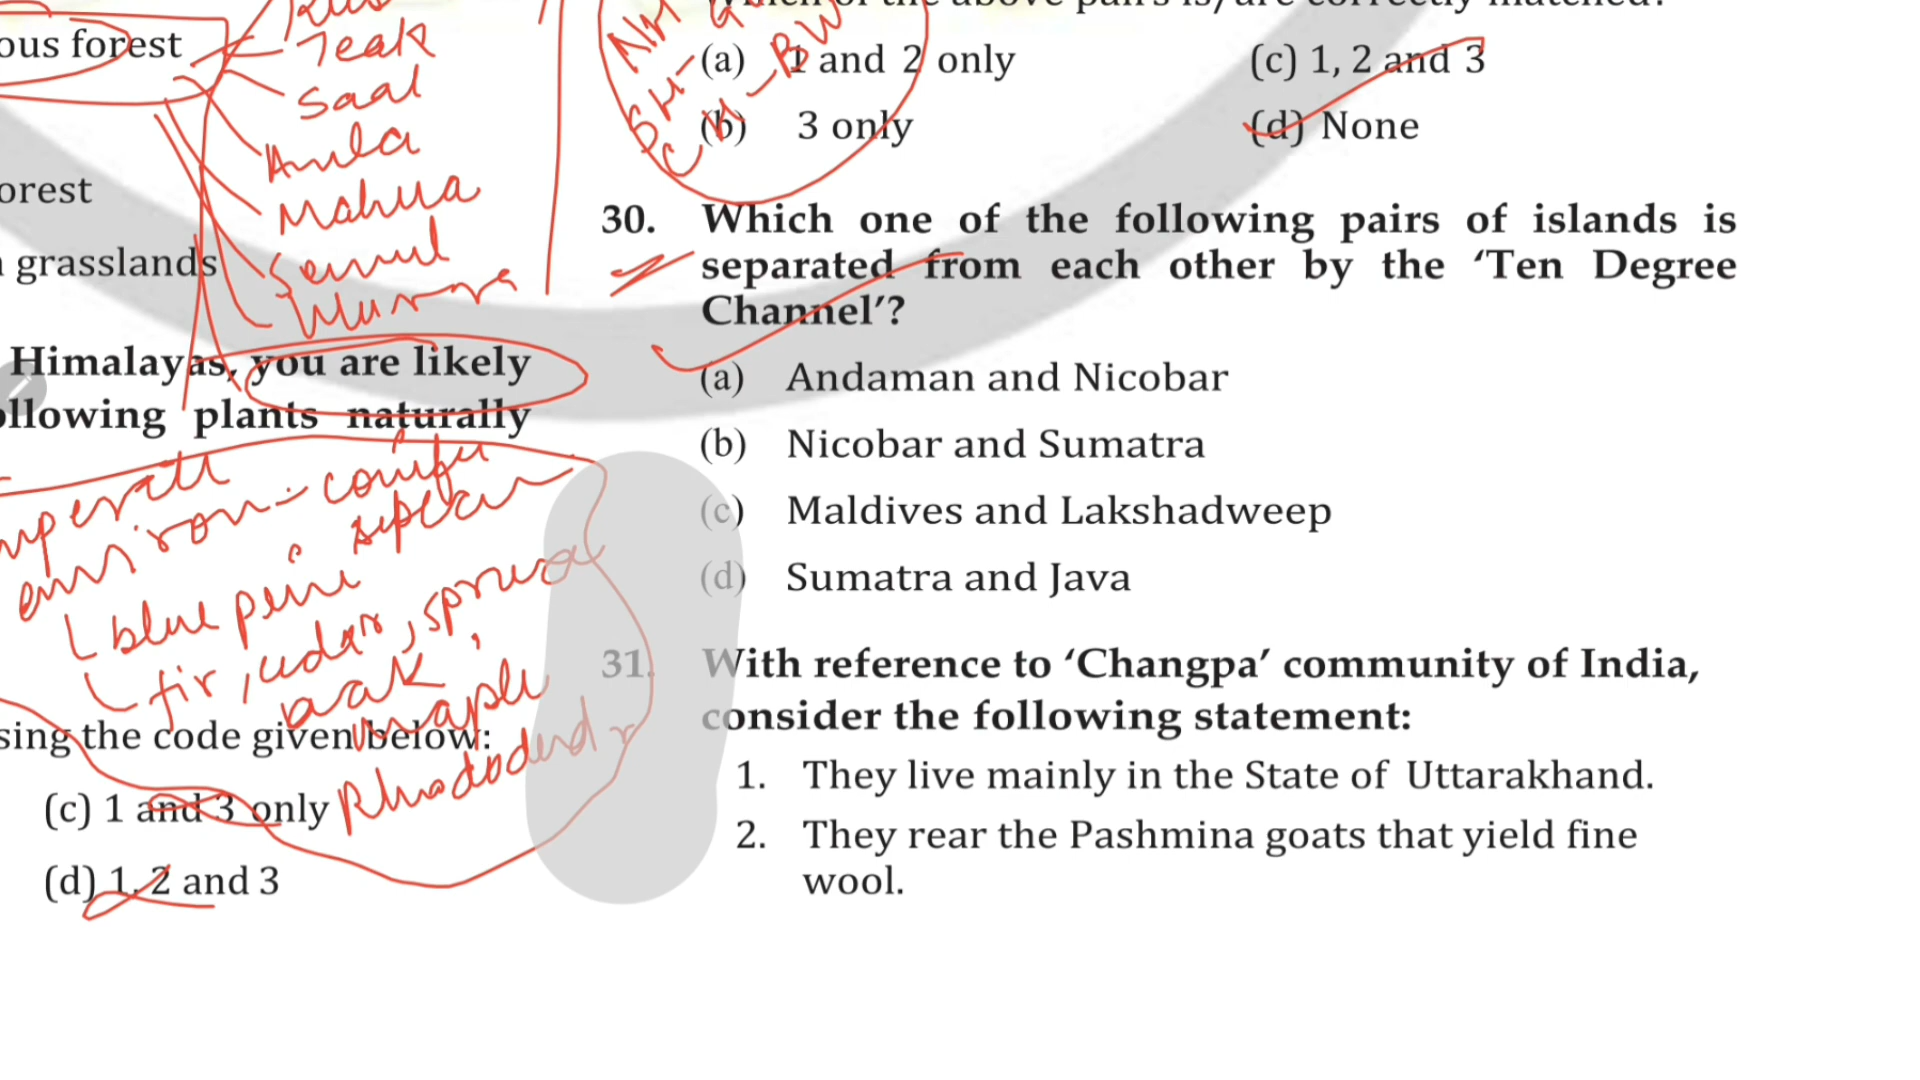 ous forest
Teak
Saal
Amla
Mahua
Semul
orest
grasslands
Himalayas, you are likely
ollowing plants naturally
environ - conifer
blue pine
fir, cedar, spruce
oak, maple
Rhododend
sing the code given below:
(c) 1 and 3 only
(d) 1, 2 and 3
(a) 1 and 2 only
(c) 1, 2 and 3
(b) 3 only
(d) None
30. Which one of the following pairs of islands is
separated from each other by the ‘Ten Degree
Channel’?
(a) Andaman and Nicobar
(b) Nicobar and Sumatra
(c) Maldives and Lakshadweep
(d) Sumatra and Java
31. With reference to ‘Changpa’ community of India,
consider the following statement:
1. They live mainly in the State of Uttarakhand.
2. They rear the Pashmina goats that yield fine
wool.